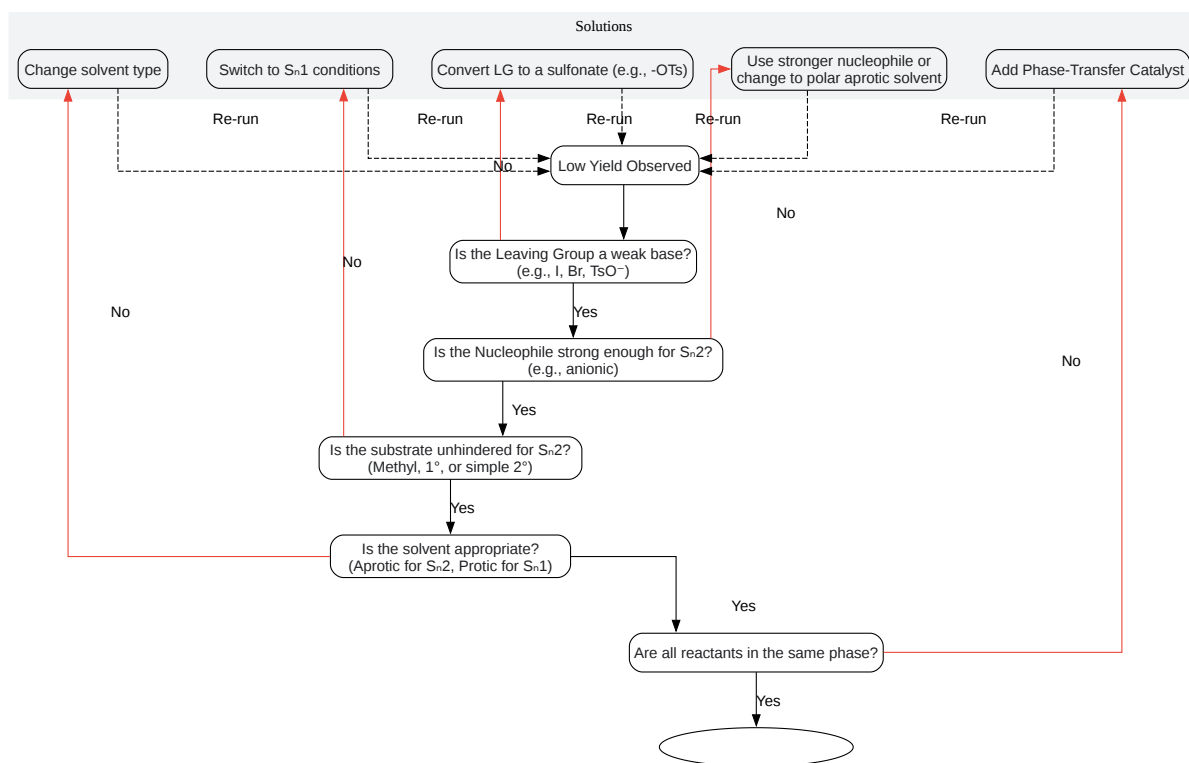 Solutions
Change solvent type
Switch to Sₙ1 conditions
Convert LG to a sulfonate (e.g., -OTs)
Use stronger nucleophile or
change to polar aprotic solvent
Add Phase-Transfer Catalyst
Re-run
Re-run
Re-run
Re-run
Re-run
No
Low Yield Observed
No
Is the Leaving Group a weak base?
(e.g., I, Br, TsO⁻)
No
No
Yes
Is the Nucleophile strong enough for Sₙ2?
(e.g., anionic)
No
Yes
Is the substrate unhindered for Sₙ2?
(Methyl, 1°, or simple 2°)
Yes
Is the solvent appropriate?
(Aprotic for Sₙ2, Protic for Sₙ1)
Yes
Are all reactants in the same phase?
Yes